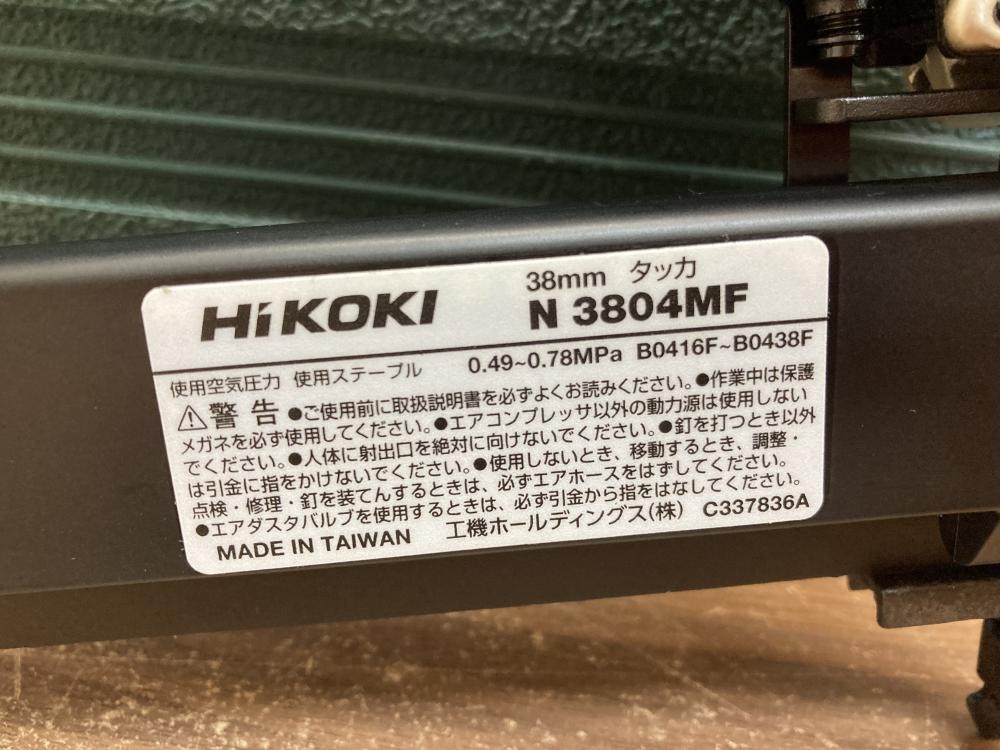 HiKOKI
38mm タッカ
N 3804MF
使用空気圧力 使用ステープル 0.49~0.78MPa B0416F~B0438F
⚠警告 ●ご使用前に取扱説明書を必ずよくお読みください。●作業中は保護
メガネを必ず使用してください。●エアコンプレッサ以外の動力源は使用しない
でください。●人体に射出口を絶対に向けないでください。●釘を打つとき以外
は引金に指をかけないでください。●使用しないとき、移動するとき、調整・
点検・修理・釘を装てんするときは、必ずエアホースをはずしてください。
●エアダスタバルブを使用するときは、必ず引金から指をはなしてください。
MADE IN TAIWAN 工機ホールディングス(株) C337836A